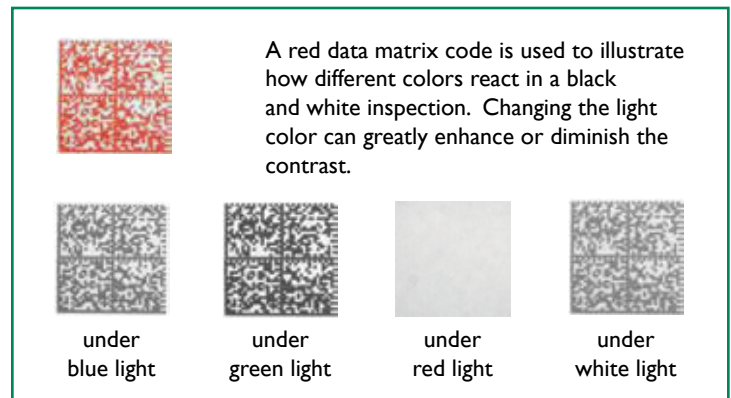 A red data matrix code is used to illustrate
how different colors react in a black
and white inspection.  Changing the light
color can greatly enhance or diminish the
contrast.
under
blue light
under
green light
under
red light
under
white light